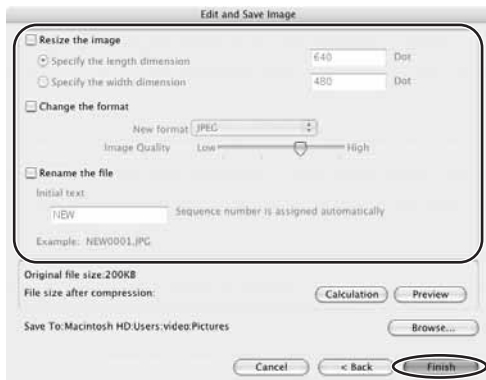 Edit and Save Image
Resize the image
Specify the length dimension 640 Dot
Specify the width dimension 480 Dot
Change the format
New format JPEG
Image Quality Low High
Rename the file
Initial text
NEW Sequence number is assigned automatically
Example: NEW0001.JPG
Original file size:200KB
File size after compression: Calculation Preview
Save To:Macintosh HD:Users:video:Pictures Browse...
Cancel < Back Finish